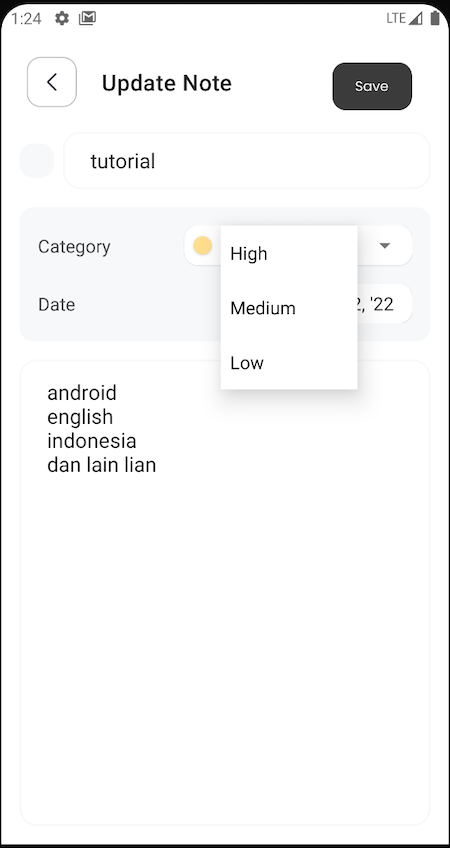 1:24
LTE
Update Note
Save
tutorial
Category
High
Date
Medium
2, '22
Low
android
english
indonesia
dan lain lian